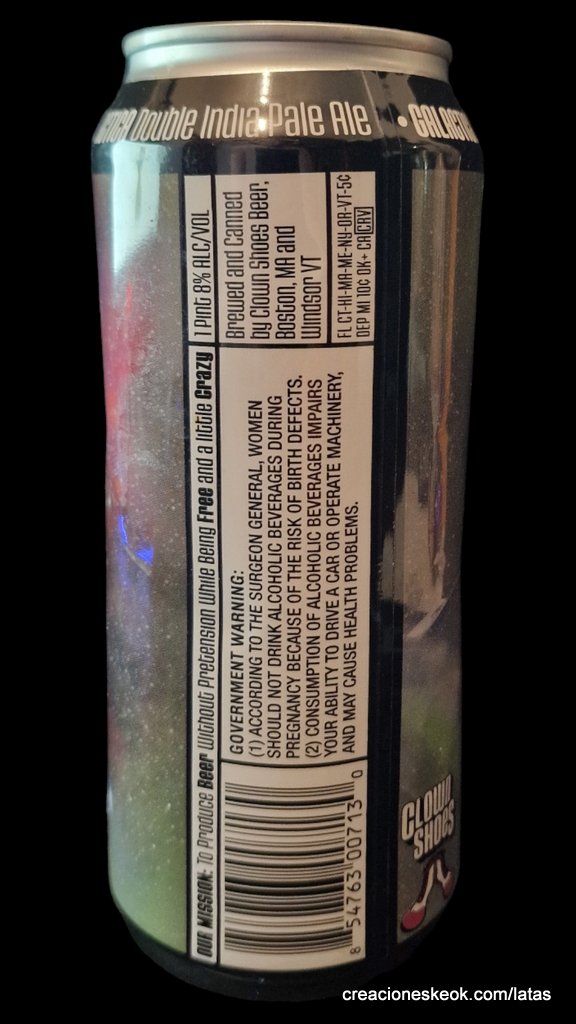 Double India Pale Ale • GALACTI
OUR MISSION: To Produce Beer Without Pretension While Being Free and a little Crazy
1 Pint 8% ALC/VOL
Brewed and Canned
by Clown Shoes Beer,
Boston, MA and
Windsor VT
FL CT-HI-MA-ME-NY-OR-VT-5¢
DEP MI 10¢ OK+ CA CRV
GOVERNMENT WARNING:
(1) ACCORDING TO THE SURGEON GENERAL, WOMEN
SHOULD NOT DRINK ALCOHOLIC BEVERAGES DURING
PREGNANCY BECAUSE OF THE RISK OF BIRTH DEFECTS.
(2) CONSUMPTION OF ALCOHOLIC BEVERAGES IMPAIRS
YOUR ABILITY TO DRIVE A CAR OR OPERATE MACHINERY,
AND MAY CAUSE HEALTH PROBLEMS.
8 54763 00713 0
CLOWN
SHOES
creacioneskeok.com/latas